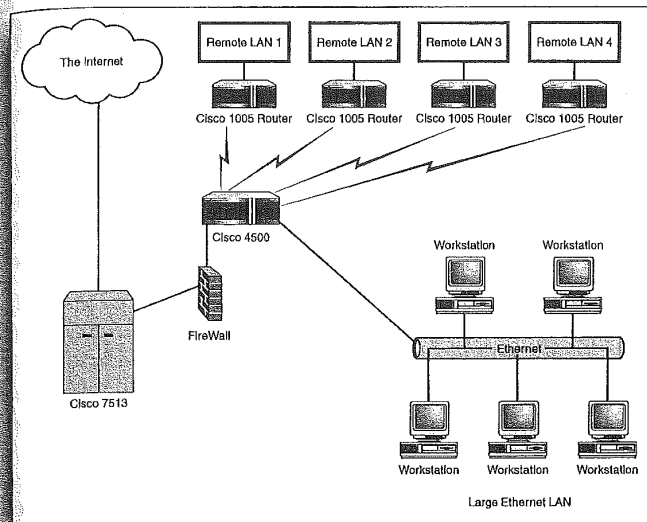 The Internet
Remote LAN 1
Remote LAN 2
Remote LAN 3
Remote LAN 4
Cisco 1005 Router
Cisco 1005 Router
Cisco 1005 Router
Cisco 1005 Router
Cisco 4500
FireWall
Cisco 7513
Workstation
Workstation
Ethernet
Workstation
Workstation
Workstation
Large Ethernet LAN